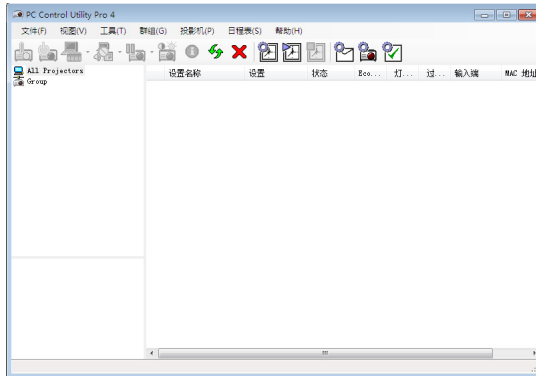 PC Control Utility Pro 4
文件(F) 视图(V) 工具(T) 群组(G) 投影机(P) 日程表(S) 帮助(H)
All Projectors
Group
设置名称 设置 状态 Eco... 灯... 过... 输入端 MAC 地址